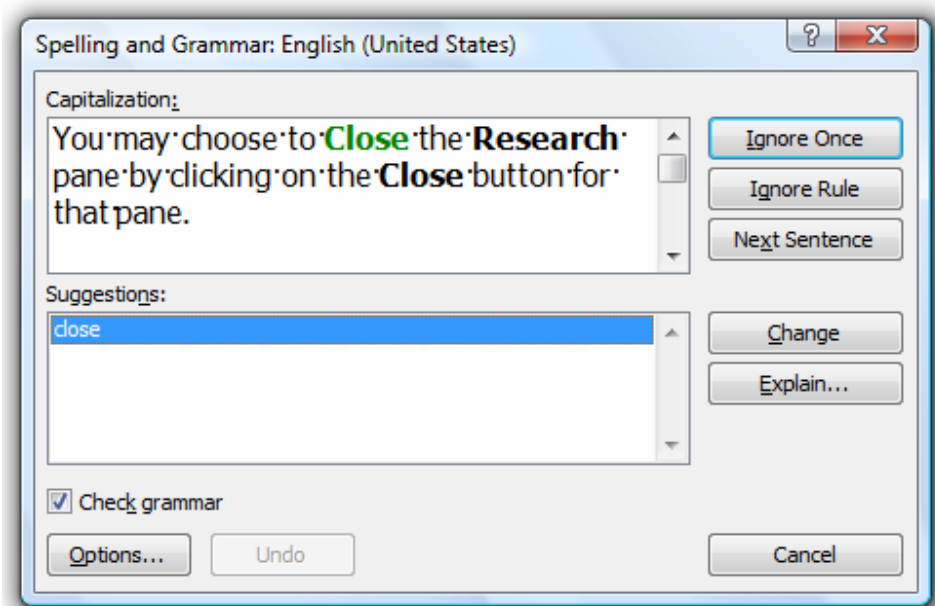 Spelling and Grammar: English (United States)
Capitalization:
You·may·choose·to·Close·the·Research·
pane·by·clicking·on·the·Close·button·for·
that pane.
Ignore Once
Ignore Rule
Next Sentence
Suggestions:
close
Change
Explain...
Check grammar
Options...
Undo
Cancel